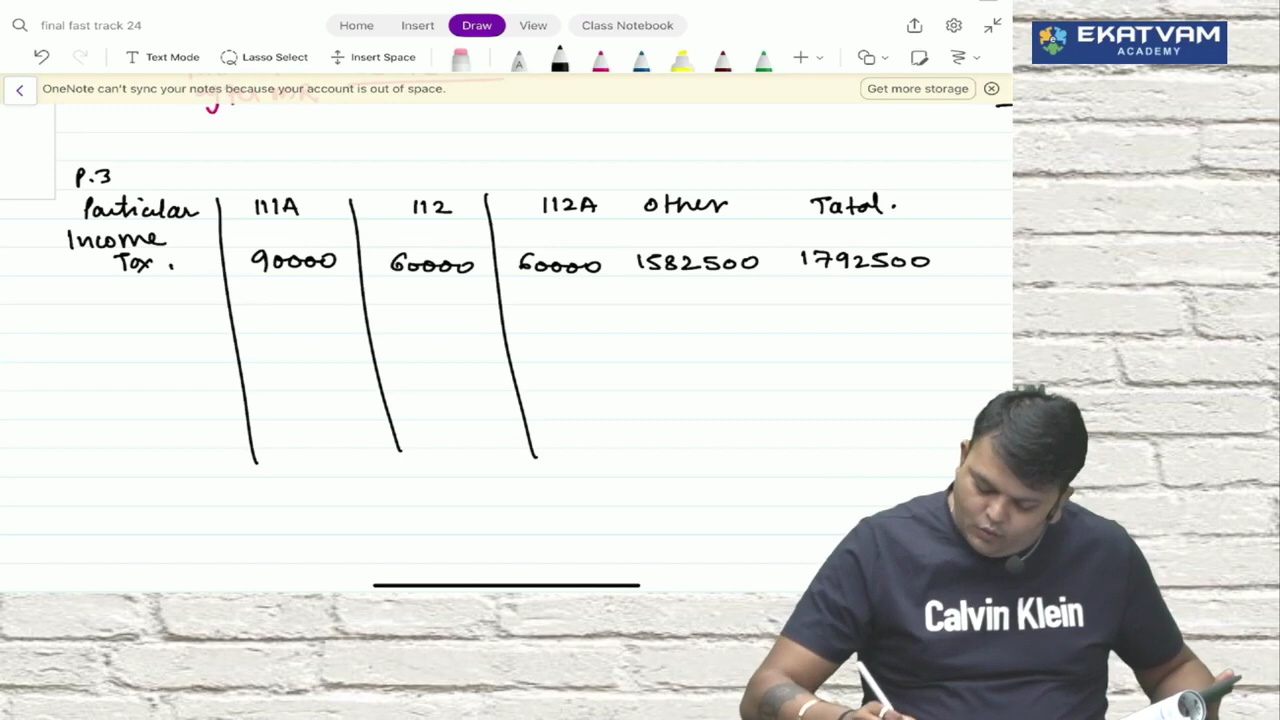 final fast track 24
Home Insert Draw View Class Notebook
Text Mode Lasso Select Insert Space
OneNote can't sync your notes because your account is out of space. Get more storage
P.3
Particular 111A 112 112A Other Tatal.
Income
Tax. 90000 60000 60000 1582500 1792500
EKATVAM
ACADEMY
Calvin Klein